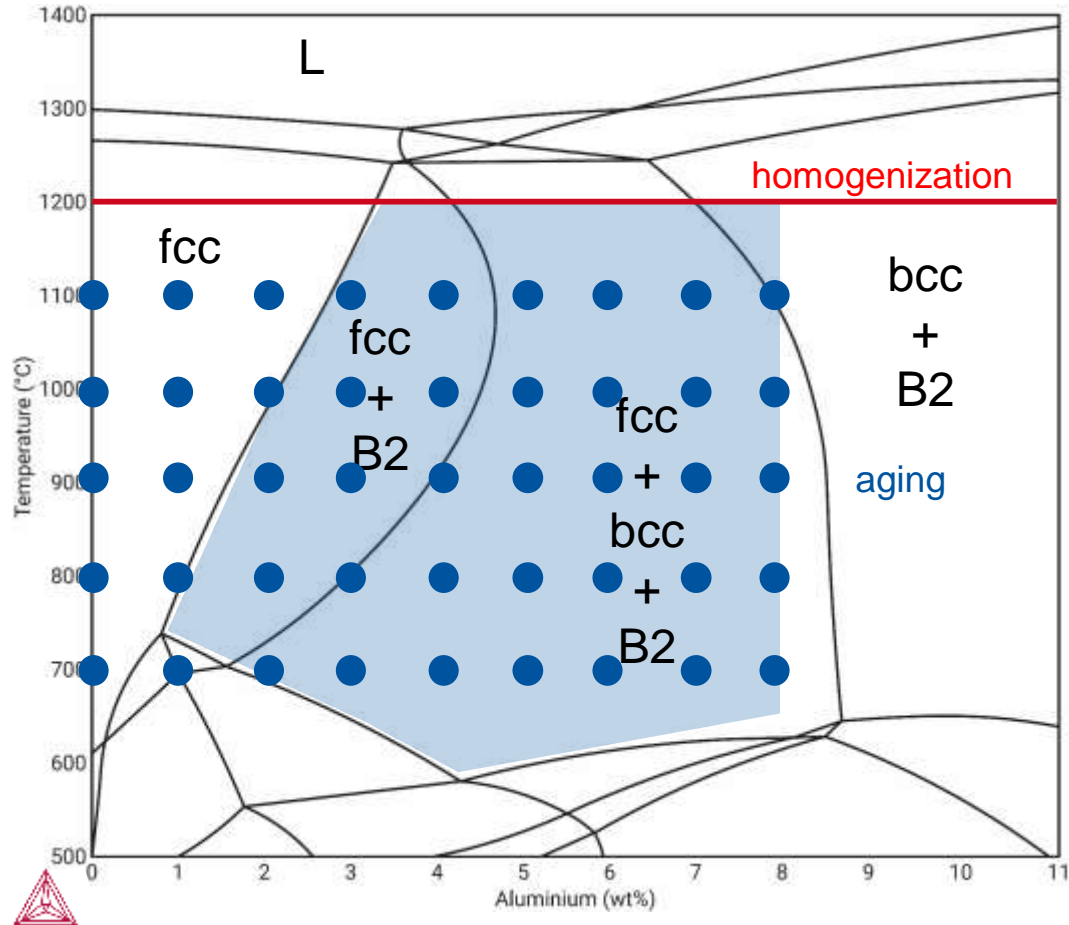 1400
L
1300
homogenization
1200
fcc
bcc
+
B2
1100
fcc
+
B2
1000
fcc
+
bcc
+
B2
900
aging
800
700
600
500
Temperature (°C)
0 1 2 3 4 5 6 7 8 9 10 11
Aluminium (wt%)